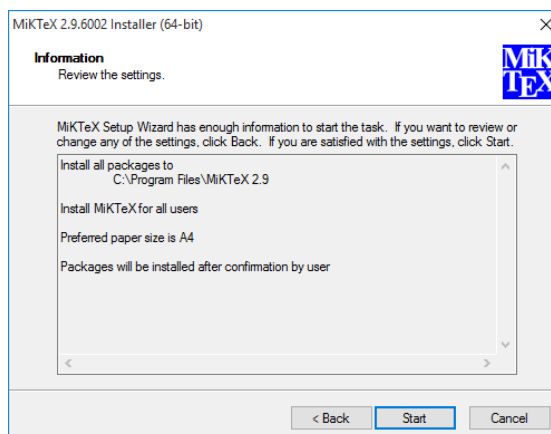 MiKTeX 2.9.6002 Installer (64-bit)
Information
Review the settings.
MiK
TEX
MiKTeX Setup Wizard has enough information to start the task. If you want to review or
change any of the settings, click Back. If you are satisfied with the settings, click Start.
Install all packages to
C:\Program Files\MiKTeX 2.9
Install MiKTeX for all users
Preferred paper size is A4
Packages will be installed after confirmation by user
< Back
Start
Cancel